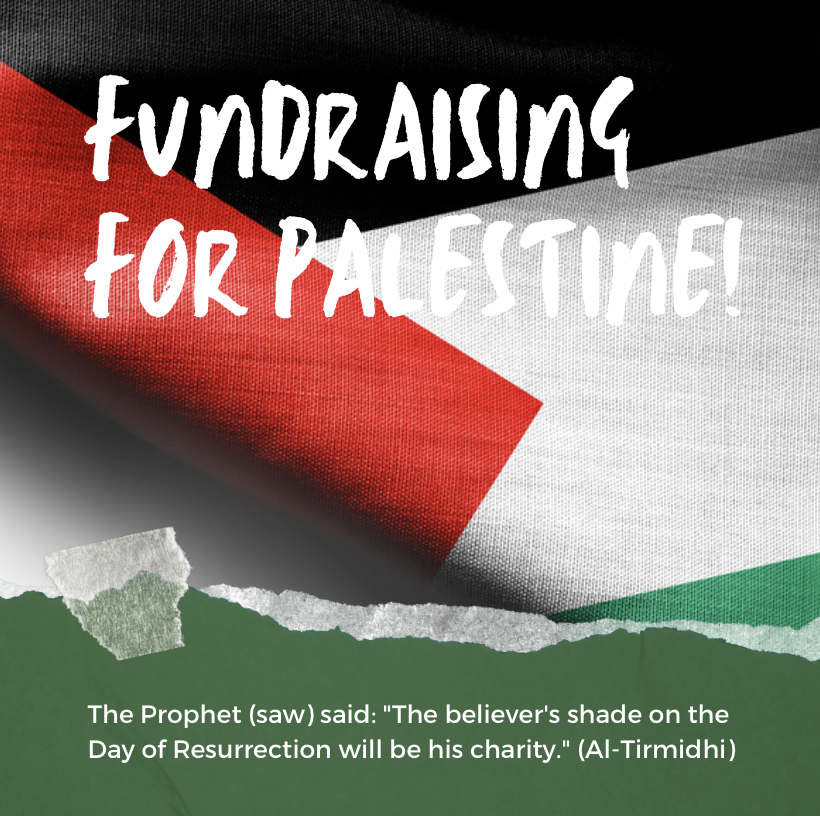 FUNDRAISING
FOR PALESTINE!
The Prophet (saw) said: "The believer's shade on the
Day of Resurrection will be his charity." (Al-Tirmidhi)